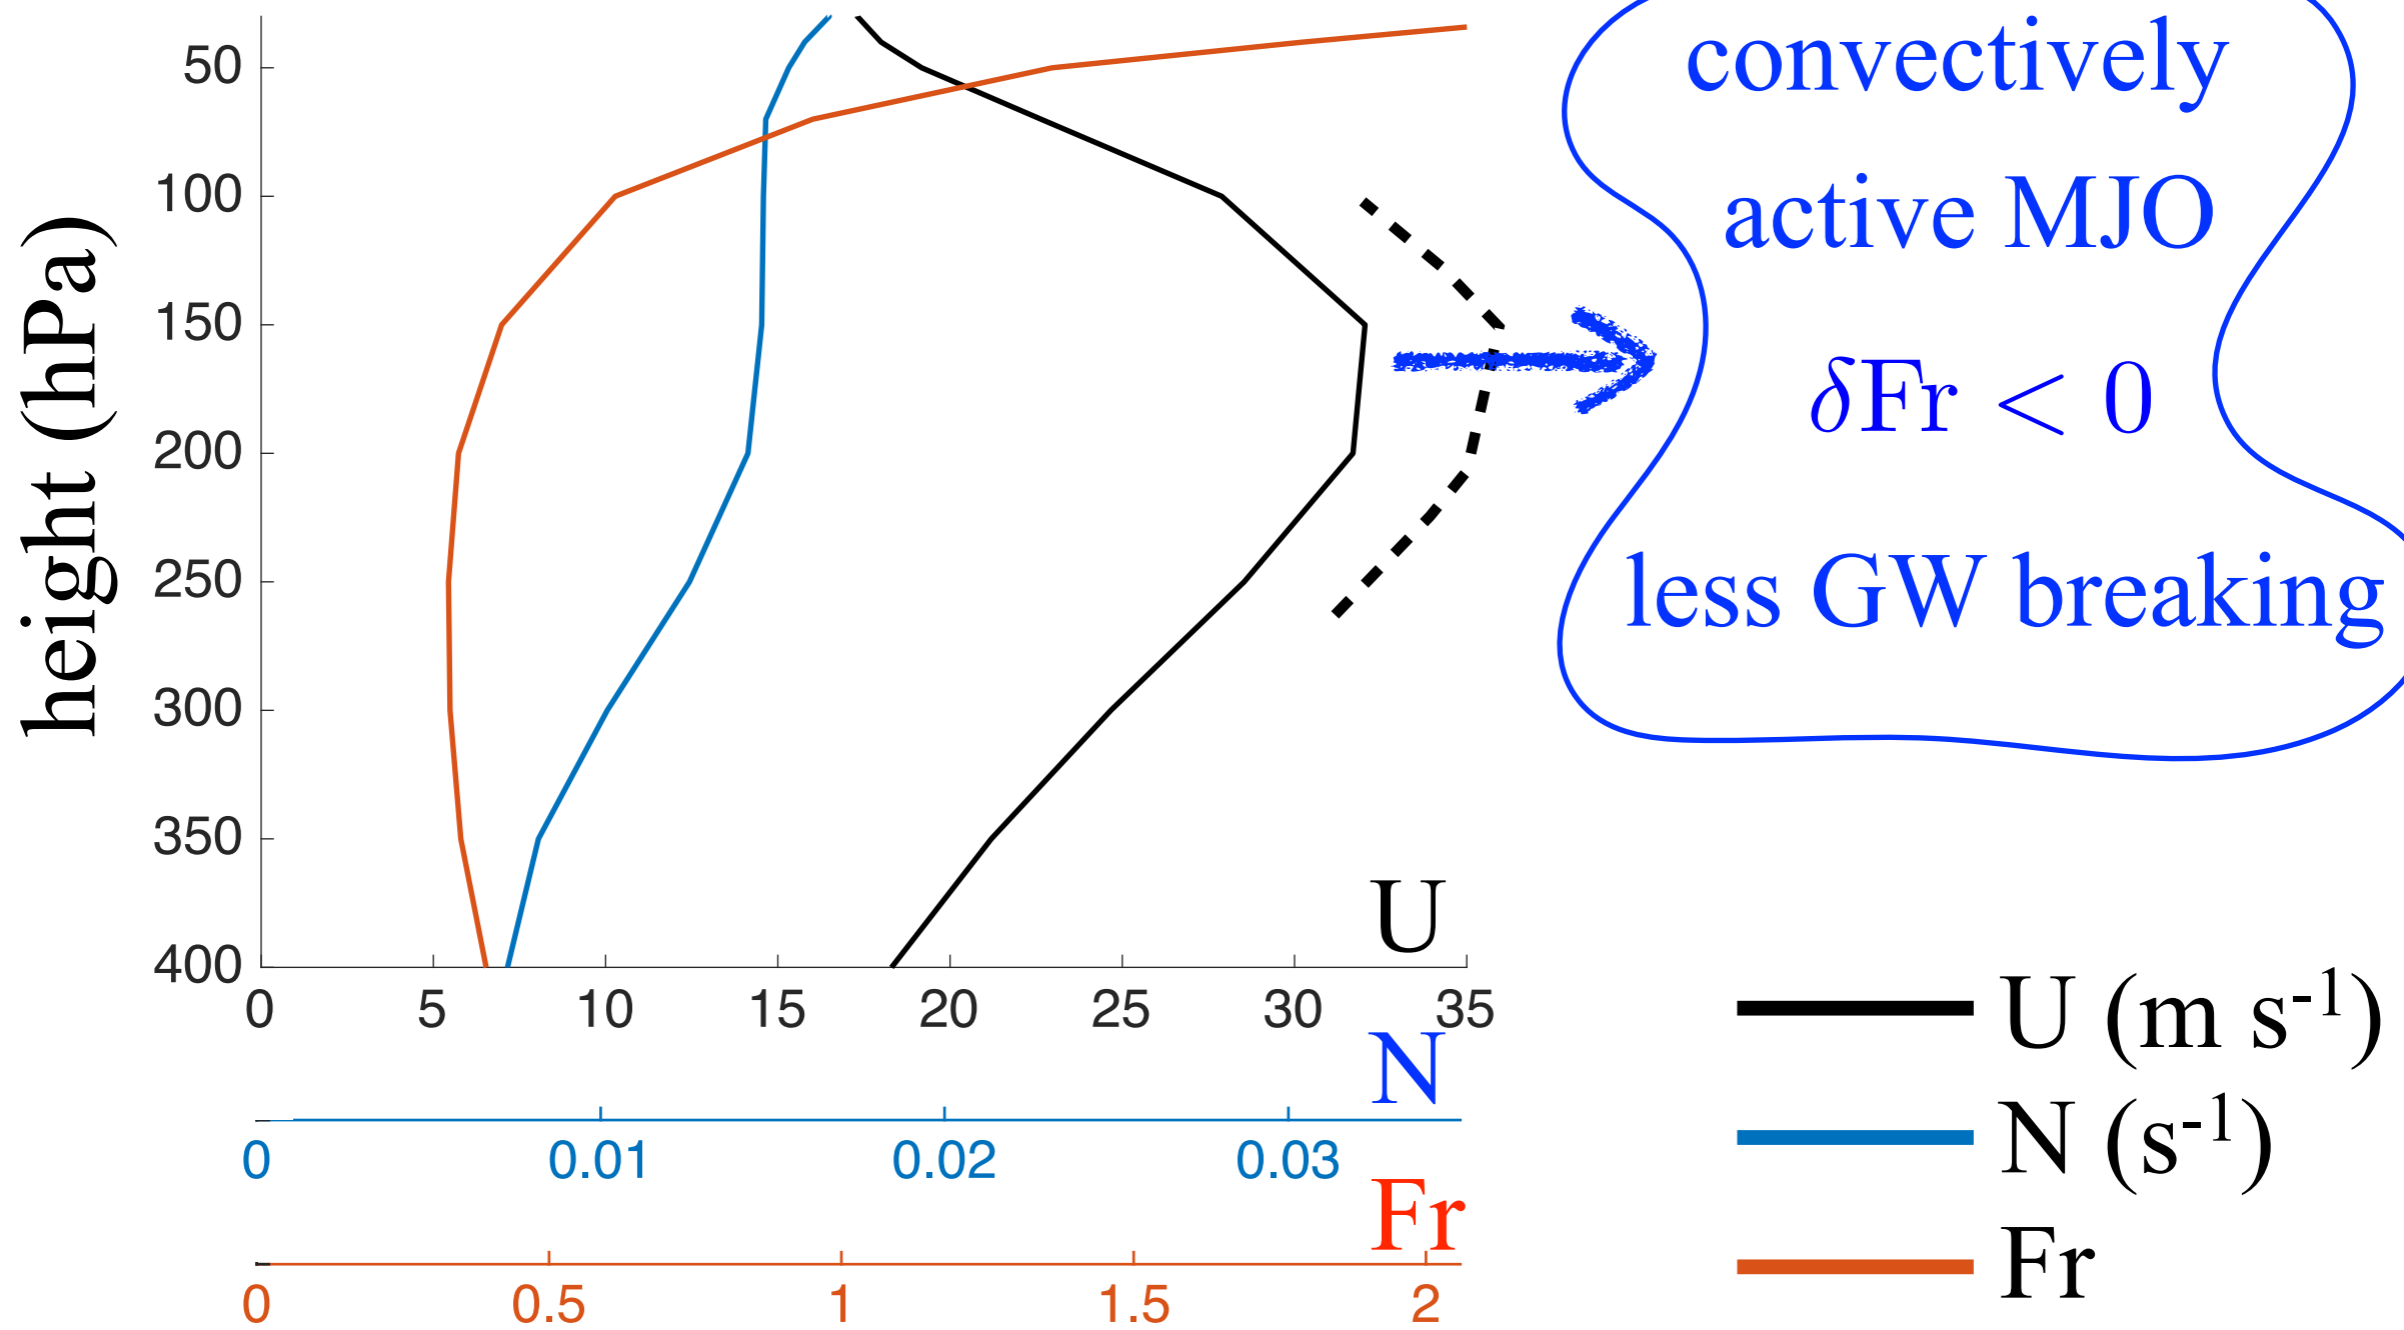 height (hPa)
50
100
150
200
250
300
350
400
0 5 10 15 20 25 30 35
U
N
0 0.01 0.02 0.03
Fr
0 0.5 1 1.5 2
convectively
active MJO
δFr < 0
less GW breaking
U (m s⁻¹)
N (s⁻¹)
Fr